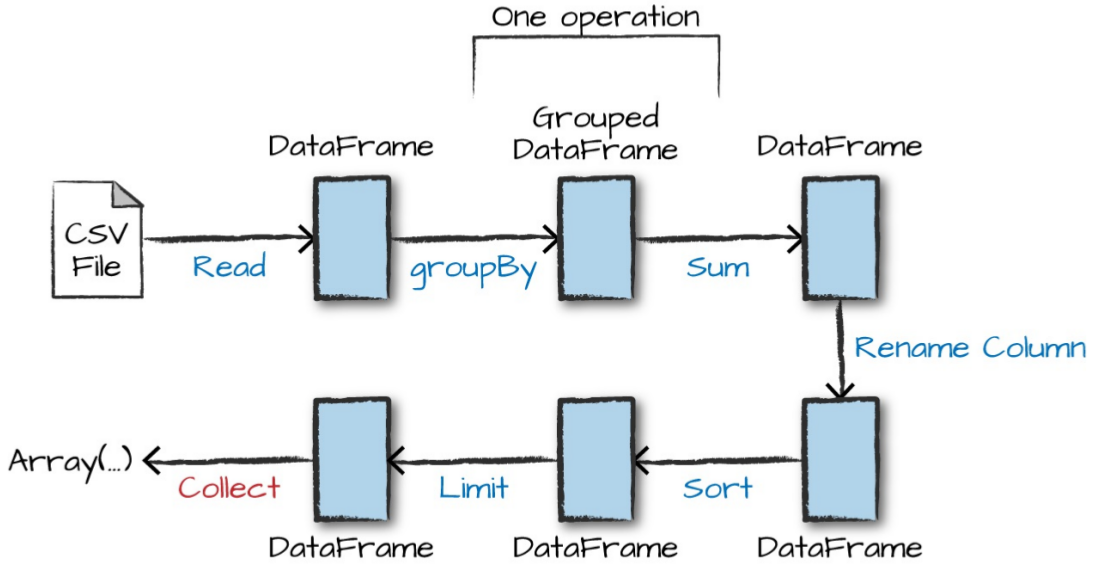 One operation
DataFrame
Grouped
DataFrame
DataFrame
CSV
File
Read
groupBy
Sum
Rename Column
Array(...)
Collect
Limit
Sort
DataFrame
DataFrame
DataFrame